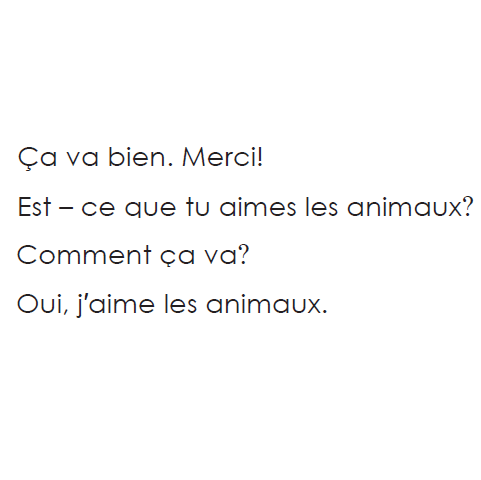 Ça va bien. Merci!
Est – ce que tu aimes les animaux?
Comment ça va?
Oui, j'aime les animaux.